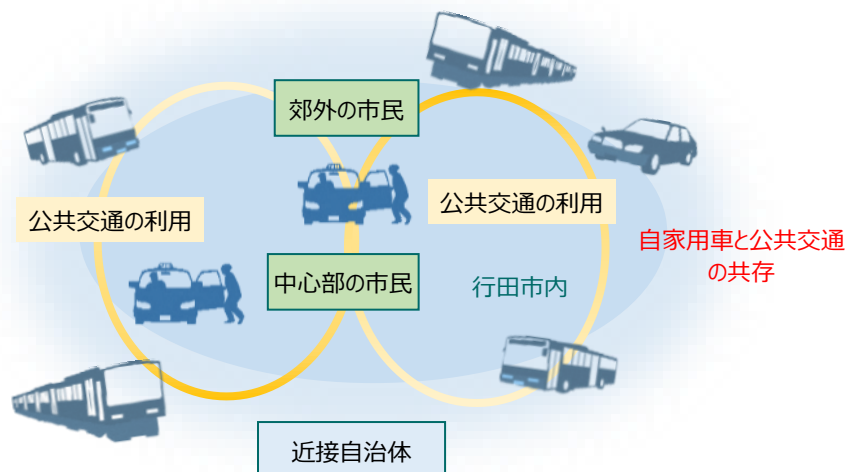 郊外の市民
公共交通の利用
公共交通の利用
自家用車と公共交通
の共存
中心部の市民
行田市内
近接自治体